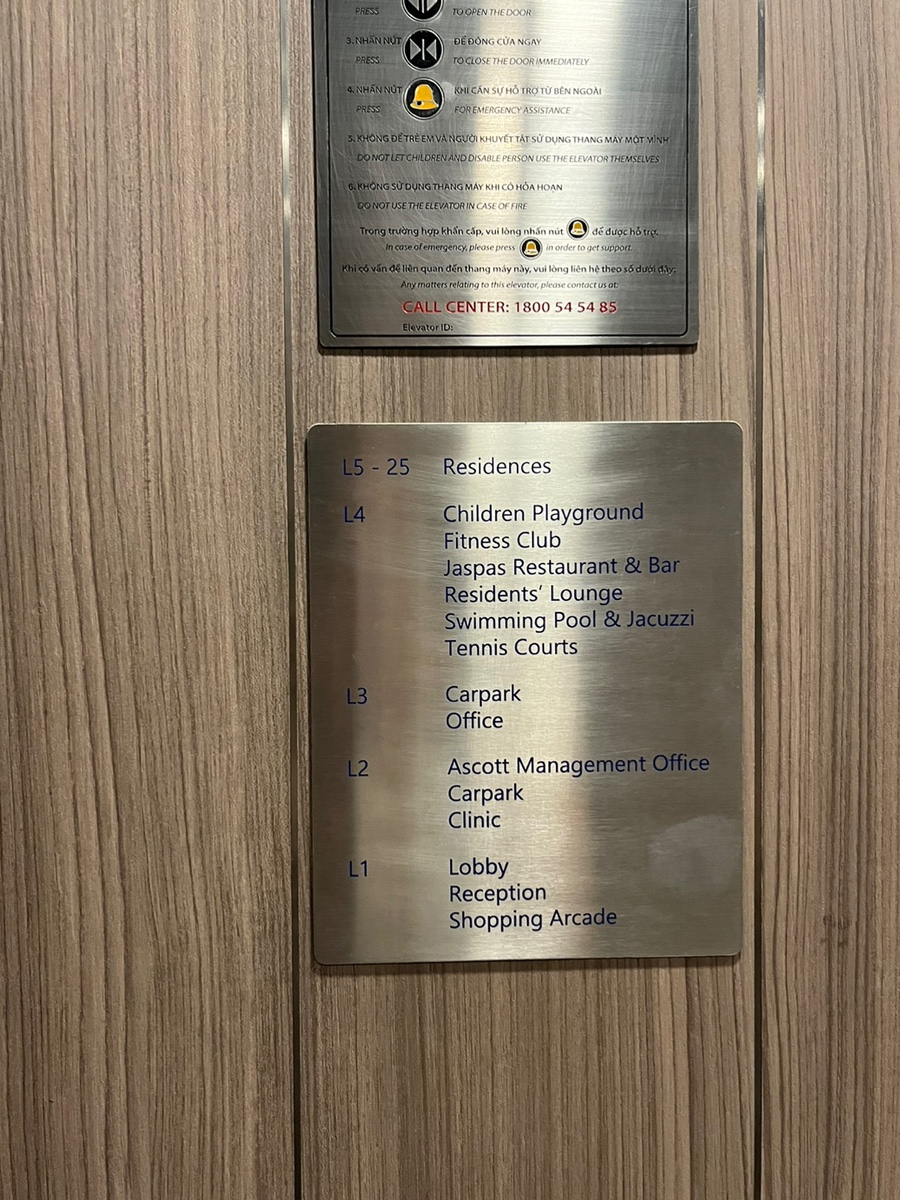 PRESS TO OPEN THE DOOR
3. NHẤN NÚT ĐỂ ĐÓNG CỬA NGAY
PRESS TO CLOSE THE DOOR IMMEDIATELY
4. NHẤN NÚT KHI CẦN SỰ HỖ TRỢ TỪ BÊN NGOÀI
PRESS FOR EMERGENCY ASSISTANCE
5. KHÔNG ĐỂ TRẺ EM VÀ NGƯỜI KHUYẾT TẬT SỬ DỤNG THANG MÁY MỘT MÌNH
DO NOT LET CHILDREN AND DISABLE PERSON USE THE ELEVATOR THEMSELVES
6. KHÔNG SỬ DỤNG THANG MÁY KHI CÓ HỎA HOẠN
DO NOT USE THE ELEVATOR IN CASE OF FIRE
Trong trường hợp khẩn cấp, vui lòng nhấn nút để được hỗ trợ.
In case of emergency, please press in order to get support.
Khi có vấn đề liên quan đến thang máy này, vui lòng liên hệ theo số dưới đây:
Any matters relating to this elevator, please contact us at:
CALL CENTER: 1800 54 54 85
Elevator ID:
L5 - 25 Residences
L4 Children Playground
Fitness Club
Jaspas Restaurant & Bar
Residents' Lounge
Swimming Pool & Jacuzzi
Tennis Courts
L3 Carpark
Office
L2 Ascott Management Office
Carpark
Clinic
L1 Lobby
Reception
Shopping Arcade